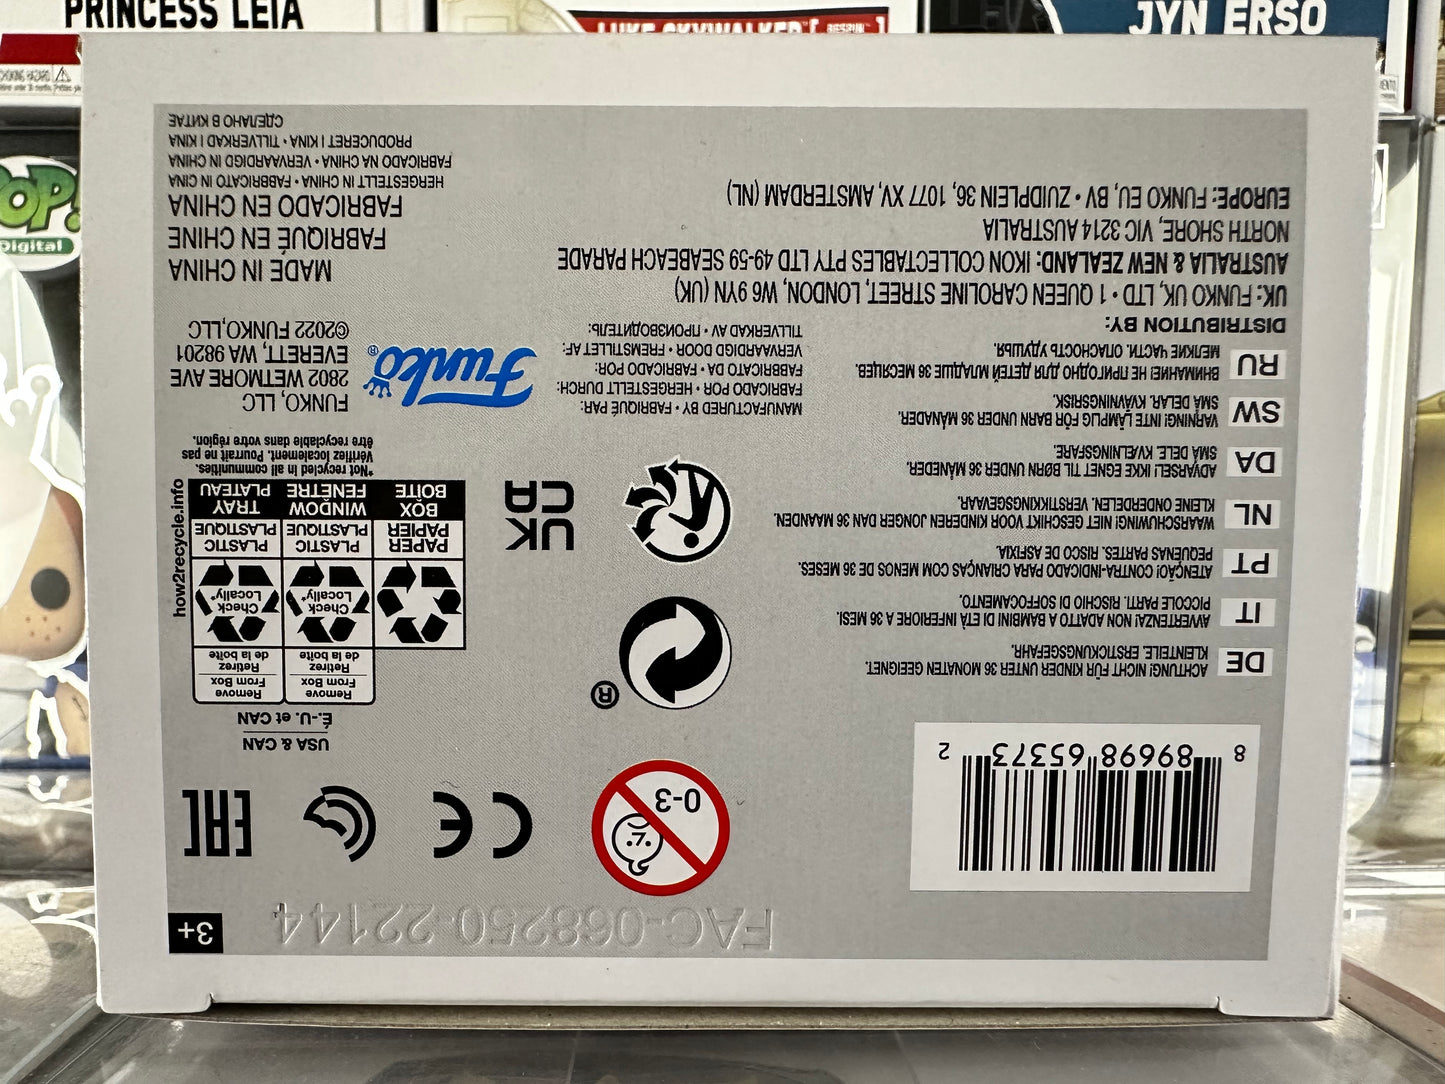 PRINCESS LEIA
LUKE SKYWALKER [
JYN ERSO
POP!
Digital
3+
FAC-068250-22144
0-3
CE
EAC
8 89698 65373 2
USA & CAN
É.-U. et CAN
Remove
From Box
Retirez
de la boîte
Check
Locally*
PLASTIC
PLASTIQUE
TRAY
PLATEAU
Remove
From Box
Retirez
de la boîte
Check
Locally*
PLASTIC
PLASTIQUE
WINDOW
FENÊTRE
PAPER
PAPIER
BOX
BOÎTE
how2recycle.info
*Not recycled in all communities.
Vérifiez localement. Pourrait ne pas
être recyclable dans votre région.
®
UK
CA
DE
ACHTUNG! NICHT FÜR KINDER UNTER 36 MONATEN GEEIGNET.
KLEINTEILE. ERSTICKUNGSGEFAHR.
IT
AVVERTENZA! NON ADATTO A BAMBINI DI ETÀ INFERIORE A 36 MESI.
PICCOLE PARTI. RISCHIO DI SOFFOCAMENTO.
PT
ATENÇÃO! CONTRA-INDICADO PARA CRIANÇAS COM MENOS DE 36 MESES.
PEQUENAS PARTES. RISCO DE ASFIXIA.
NL
WAARSCHUWING! NIET GESCHIKT VOOR KINDEREN JONGER DAN 36 MAANDEN.
KLEINE ONDERDELEN. VERSTIKKINGSGEVAAR.
DA
ADVARSEL! IKKE EGNET TIL BØRN UNDER 36 MÅNEDER.
SMÅ DELE. KVÆLNINGSFARE.
SW
VARNING! INTE LÄMPLIG FÖR BARN UNDER 36 MÅNADER.
SMÅ DELAR. KVÄVNINGSRISK.
RU
ВНИМАНИЕ! НЕ ПРИГОДНО ДЛЯ ДЕТЕЙ МЛАДШЕ 36 МЕСЯЦЕВ.
МЕЛКИЕ ЧАСТИ. ОПАСНОСТЬ УДУШЬЯ.
MANUFACTURED BY • FABRIQUÉ PAR:
FABRICADO POR • HERGESTELLT DURCH:
FABRICADO DA • FABRICATO POR:
VERVAARDIGD DOOR • FREMSTILLET AF:
TILLVERKAD AV • ПРОИЗВОДИТЕЛЬ:
Funko®
FUNKO, LLC
2802 WETMORE AVE
EVERETT, WA 98201
©2022 FUNKO,LLC
DISTRIBUTION BY:
UK: FUNKO UK, LTD • 1 QUEEN CAROLINE STREET, LONDON, W6 9YN (UK)
AUSTRALIA & NEW ZEALAND: IKON COLLECTABLES PTY LTD 49-59 SEABEACH PARADE
NORTH SHORE, VIC 3214 AUSTRALIA
EUROPE: FUNKO EU, BV • ZUIDPLEIN 36, 1077 XV, AMSTERDAM (NL)
MADE IN CHINA
FABRIQUÉ EN CHINE
FABRICADO EN CHINA
HERGESTELLT IN CHINA • FABBRICATO IN CINA
FABRICADO NA CHINA • VERVAARDIGD IN CHINA
PRODUCERET I KINA • TILLVERKAD I KINA
СДЕЛАНО В КИТАЕ